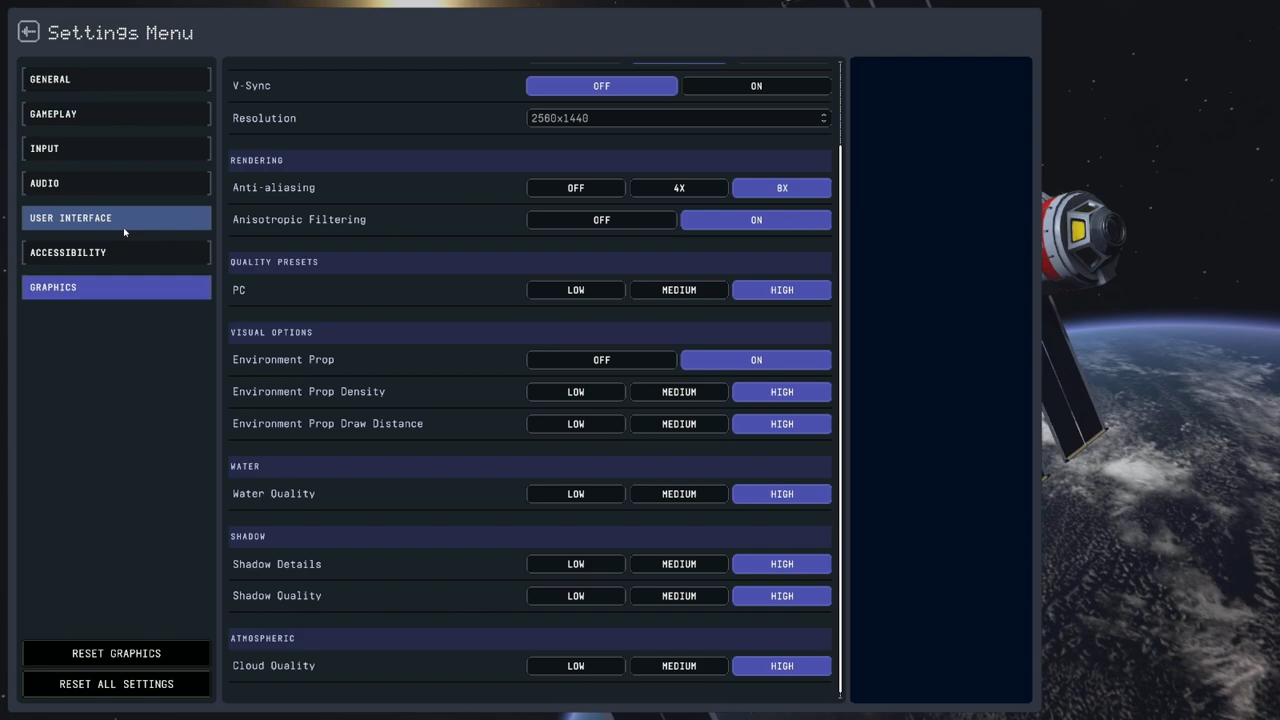 Settings Menu
GENERAL
GAMEPLAY
INPUT
AUDIO
USER INTERFACE
ACCESSIBILITY
GRAPHICS
RESET GRAPHICS
RESET ALL SETTINGS
V-Sync OFF ON
Resolution 2560x1440
RENDERING
Anti-aliasing OFF 4X 8X
Anisotropic Filtering OFF ON
QUALITY PRESETS
PC LOW MEDIUM HIGH
VISUAL OPTIONS
Environment Prop OFF ON
Environment Prop Density LOW MEDIUM HIGH
Environment Prop Draw Distance LOW MEDIUM HIGH
WATER
Water Quality LOW MEDIUM HIGH
SHADOW
Shadow Details LOW MEDIUM HIGH
Shadow Quality LOW MEDIUM HIGH
ATMOSPHERIC
Cloud Quality LOW MEDIUM HIGH